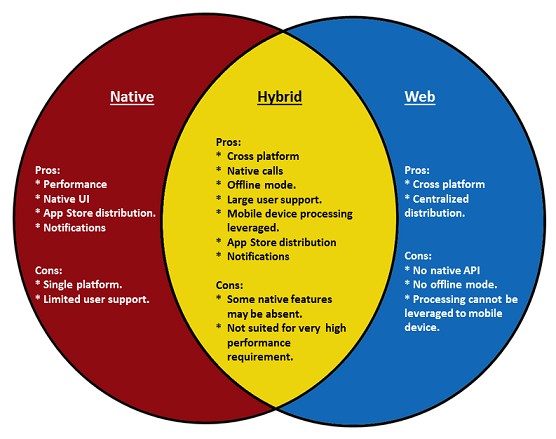 Native
Pros:
* Performance
* Native UI
* App Store distribution.
* Notifications
Cons:
* Single platform.
* Limited user support.
Hybrid
Pros:
* Cross platform
* Native calls
* Offline mode.
* Large user support.
* Mobile device processing
leveraged.
* App Store distribution
* Notifications
Cons:
* Some native features
may be absent.
* Not suited for very high
performance
requirement.
Web
Pros:
* Cross platform
* Centralized
distribution.
Cons:
* No native API
* No offline mode.
* Processing cannot be
leveraged to mobile
device.